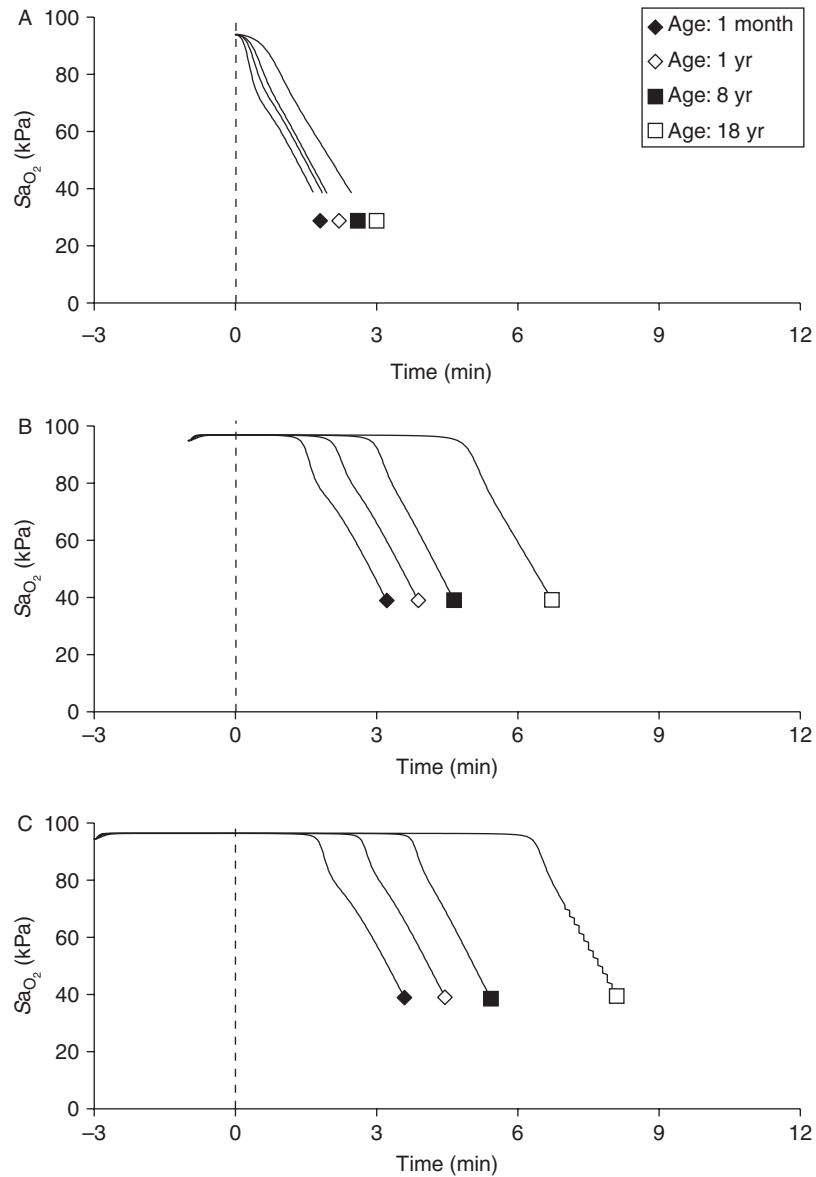 A
100
80
60
40
20
0
SaO2 (kPa)
–3 0 3 6 9 12
Time (min)
Age: 1 month
Age: 1 yr
Age: 8 yr
Age: 18 yr
B
100
80
60
40
20
0
SaO2 (kPa)
–3 0 3 6 9 12
Time (min)
C
100
80
60
40
20
0
SaO2 (kPa)
–3 0 3 6 9 12
Time (min)